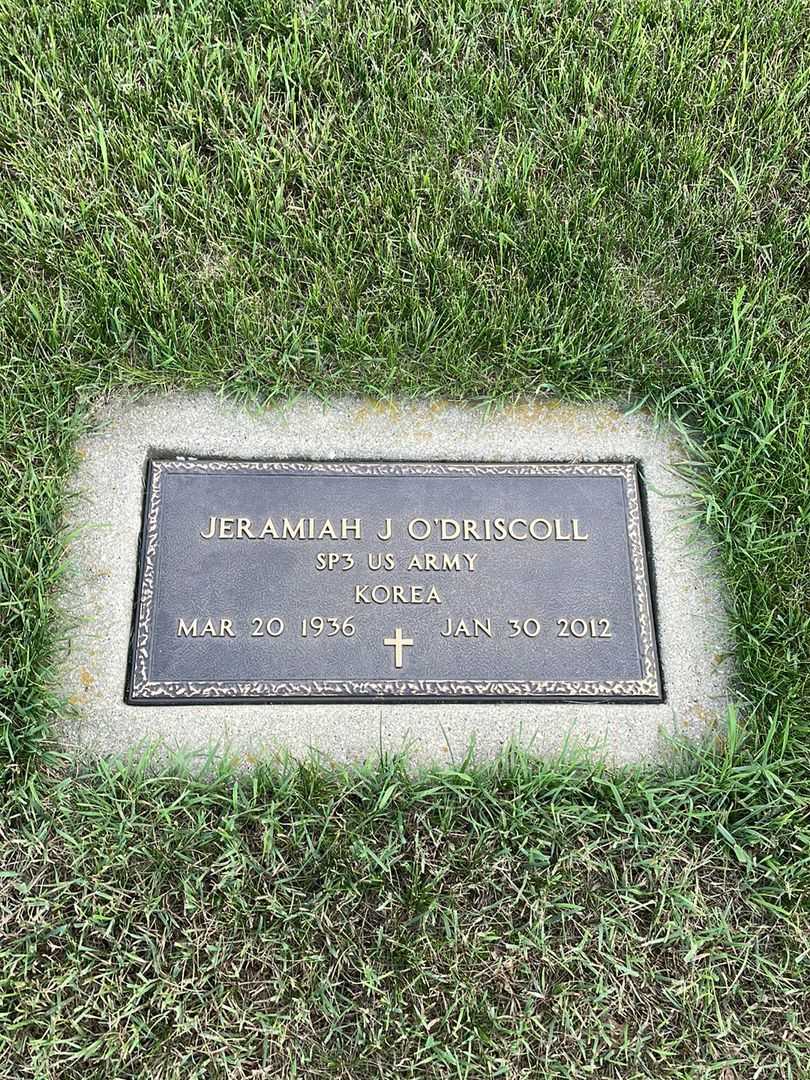 JERAMIAH J O'DRISCOLL
SP3 US ARMY
KOREA
MAR 20 1936 JAN 30 2012